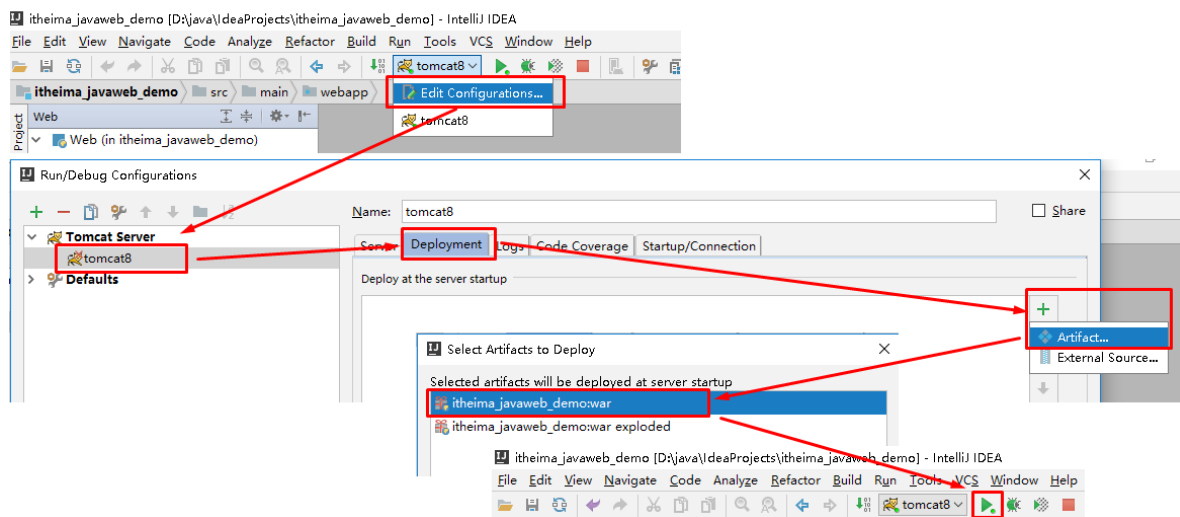 itheima_javaweb_demo [D:\java\IdeaProjects\itheima_javaweb_demo] - IntelliJ IDEA
File Edit View Navigate Code Analyze Refactor Build Run Tools VCS Window Help
tomcat8
itheima_javaweb_demo src main webapp
Edit Configurations...
Project
Web
tomcat8
Web (in itheima_javaweb_demo)
Run/Debug Configurations
Name: tomcat8
Share
Tomcat Server
tomcat8
Defaults
Server Deployment Logs Code Coverage Startup/Connection
Deploy at the server startup
Artifact...
External Source...
Select Artifacts to Deploy
Selected artifacts will be deployed at server startup
itheima_javaweb_demo:war
itheima_javaweb_demo:war exploded
itheima_javaweb_demo [D:\java\IdeaProjects\itheima_javaweb_demo] - IntelliJ IDEA
File Edit View Navigate Code Analyze Refactor Build Run Tools VCS Window Help
tomcat8